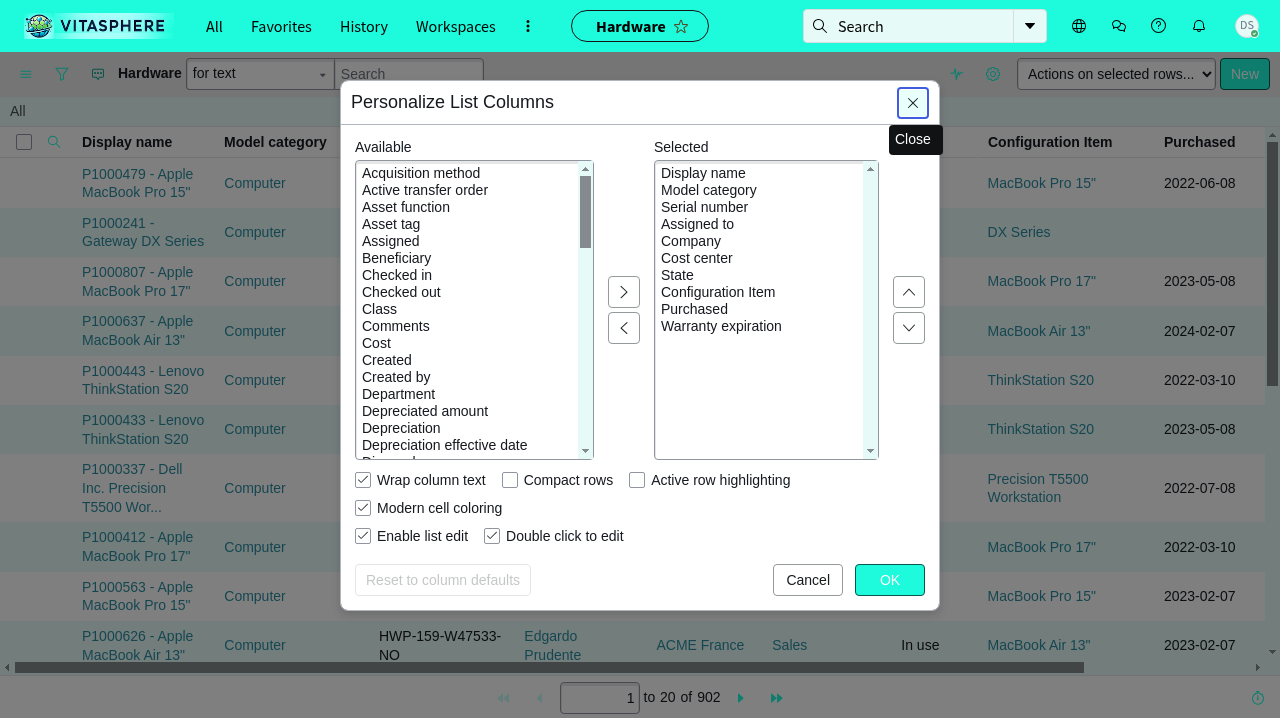 VITASPHERE
All
Favorites
History
Workspaces
Hardware
Search
DS
Hardware
for text
Search
Actions on selected rows...
New
All
Display name
Model category
Configuration Item
Purchased
P1000479 - Apple
MacBook Pro 15"
Computer
MacBook Pro 15"
2022-06-08
P1000241 -
Gateway DX Series
Computer
DX Series
P1000807 - Apple
MacBook Pro 17"
Computer
MacBook Pro 17"
2023-05-08
P1000637 - Apple
MacBook Air 13"
Computer
MacBook Air 13"
2024-02-07
P1000443 - Lenovo
ThinkStation S20
Computer
ThinkStation S20
2022-03-10
P1000433 - Lenovo
ThinkStation S20
Computer
ThinkStation S20
2023-05-08
P1000337 - Dell
Inc. Precision
T5500 Wor...
Computer
Precision T5500
Workstation
2022-07-08
P1000412 - Apple
MacBook Pro 17"
Computer
MacBook Pro 17"
2022-03-10
P1000563 - Apple
MacBook Pro 15"
Computer
MacBook Pro 15"
2023-02-07
P1000626 - Apple
MacBook Air 13"
Computer
HWP-159-W47533-
NO
Edgardo
Prudente
ACME France
Sales
In use
MacBook Air 13"
2023-02-07
1 to 20 of 902
Personalize List Columns
Close
Available
Acquisition method
Active transfer order
Asset function
Asset tag
Assigned
Beneficiary
Checked in
Checked out
Class
Comments
Cost
Created
Created by
Department
Depreciated amount
Depreciation
Depreciation effective date
Selected
Display name
Model category
Serial number
Assigned to
Company
Cost center
State
Configuration Item
Purchased
Warranty expiration
Wrap column text
Compact rows
Active row highlighting
Modern cell coloring
Enable list edit
Double click to edit
Reset to column defaults
Cancel
OK